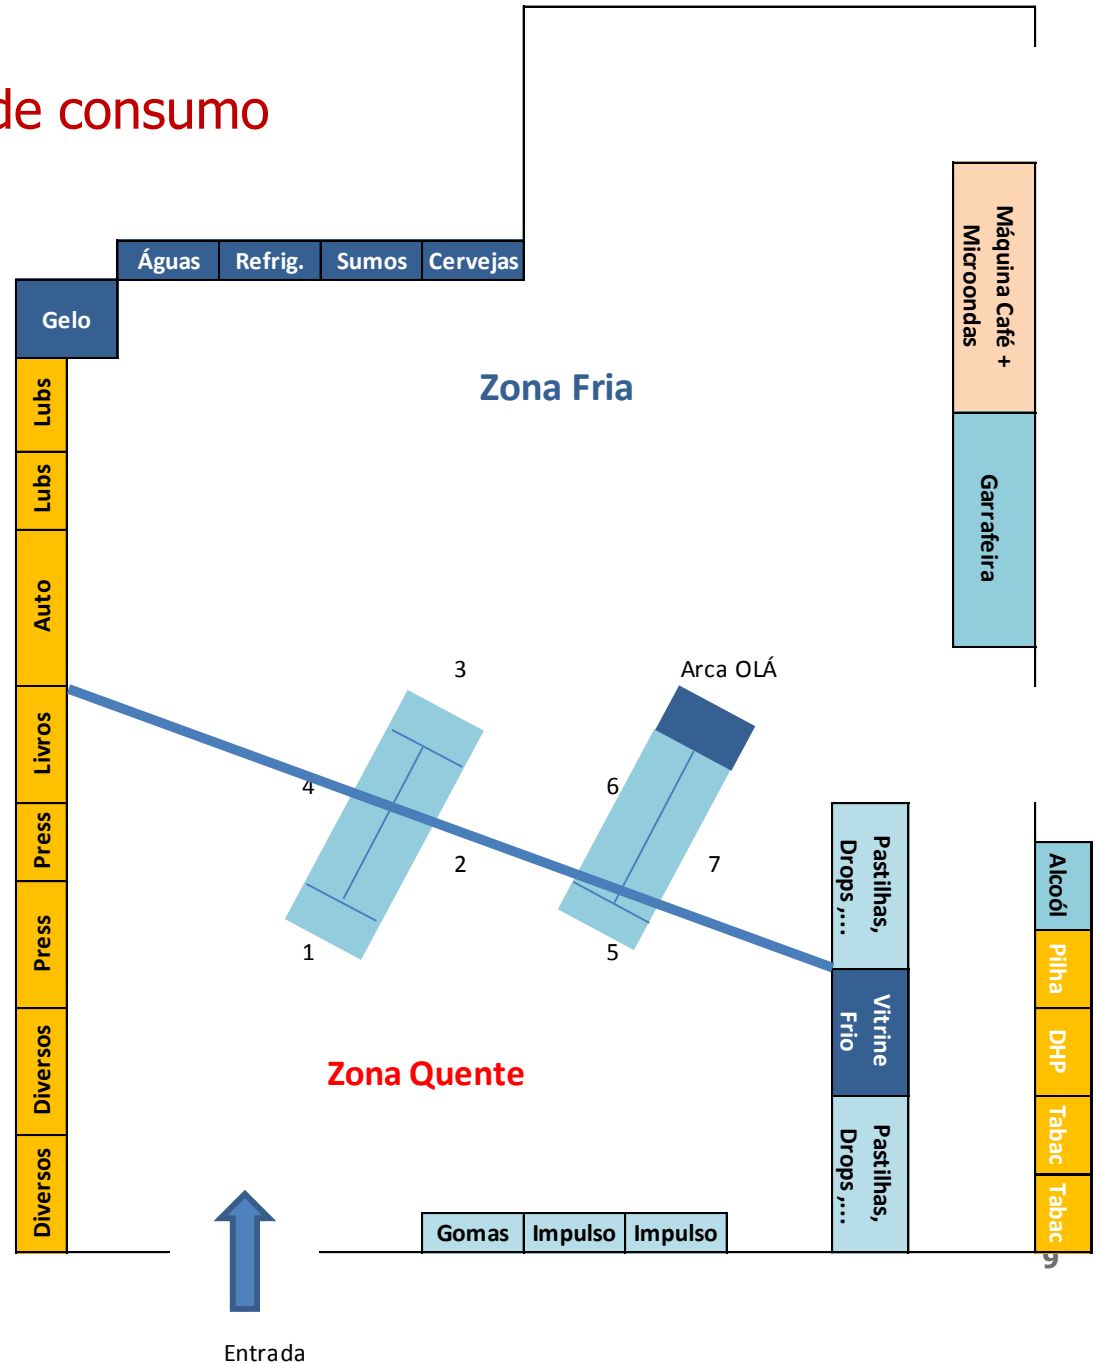 de consumo
Máquina Café +
Microondas
Águas
Refrig.
Sumos
Cervejas
Gelo
Zona Fria
Lubs
Lubs
Garrafeira
Auto
3
Arca OLÁ
Livros
4
6
Press
2
7
Pastilhas,
Drops ,...
Alcoól
Press
1
5
Pilha
Vitrine
Frio
Diversos
Zona Quente
DHP
Tabac
Pastilhas,
Drops ,...
Diversos
Tabac
Gomas
Impulso
Impulso
9
Entrada